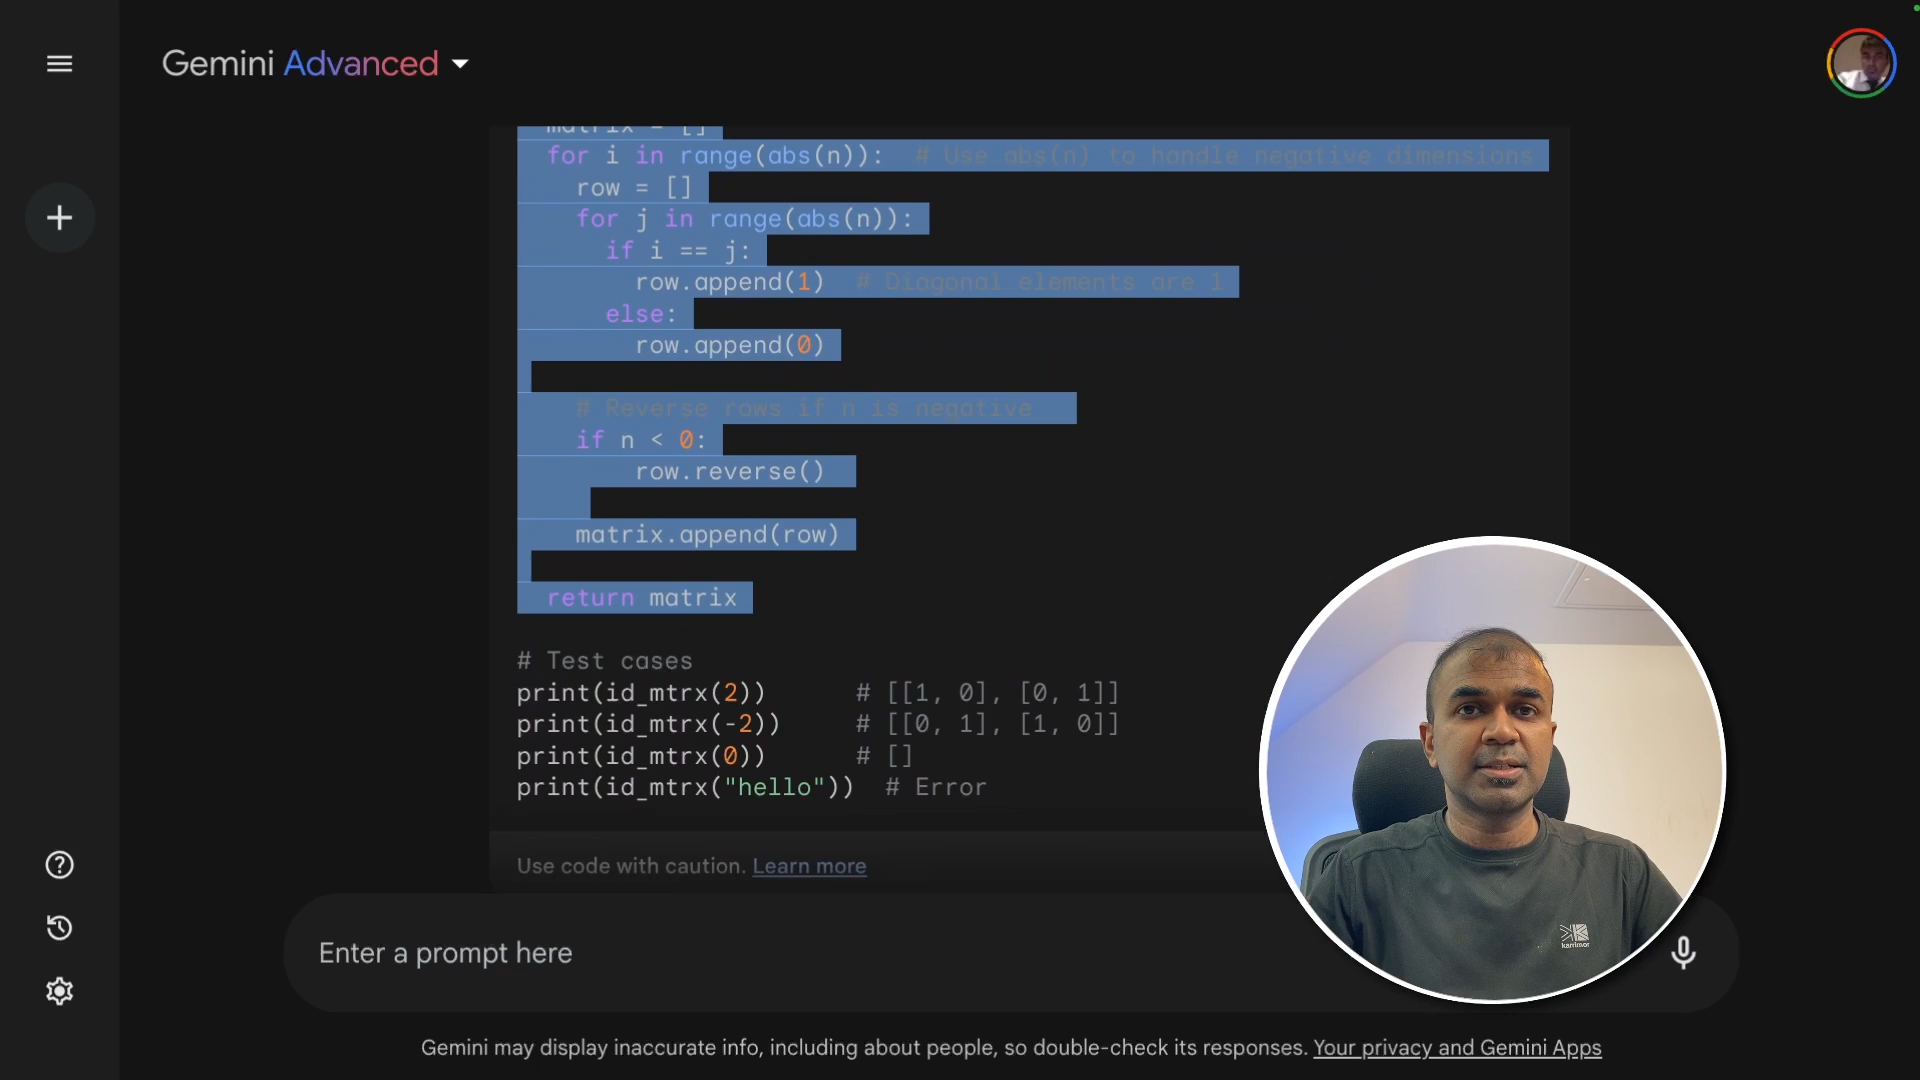 Gemini Advanced
matrix = []
for i in range(abs(n)):  # Use abs(n) to handle negative dimensions
row = []
for j in range(abs(n)):
if i == j:
row.append(1)  # Diagonal elements are 1
else:
row.append(0)
# Reverse rows if n is negative
if n < 0:
row.reverse()
matrix.append(row)
return matrix
# Test cases
print(id_mtrx(2))      # [[1, 0], [0, 1]]
print(id_mtrx(-2))     # [[0, 1], [1, 0]]
print(id_mtrx(0))      # []
print(id_mtrx("hello"))  # Error
Use code with caution. Learn more
karrimor
Enter a prompt here
Gemini may display inaccurate info, including about people, so double-check its responses. Your privacy and Gemini Apps